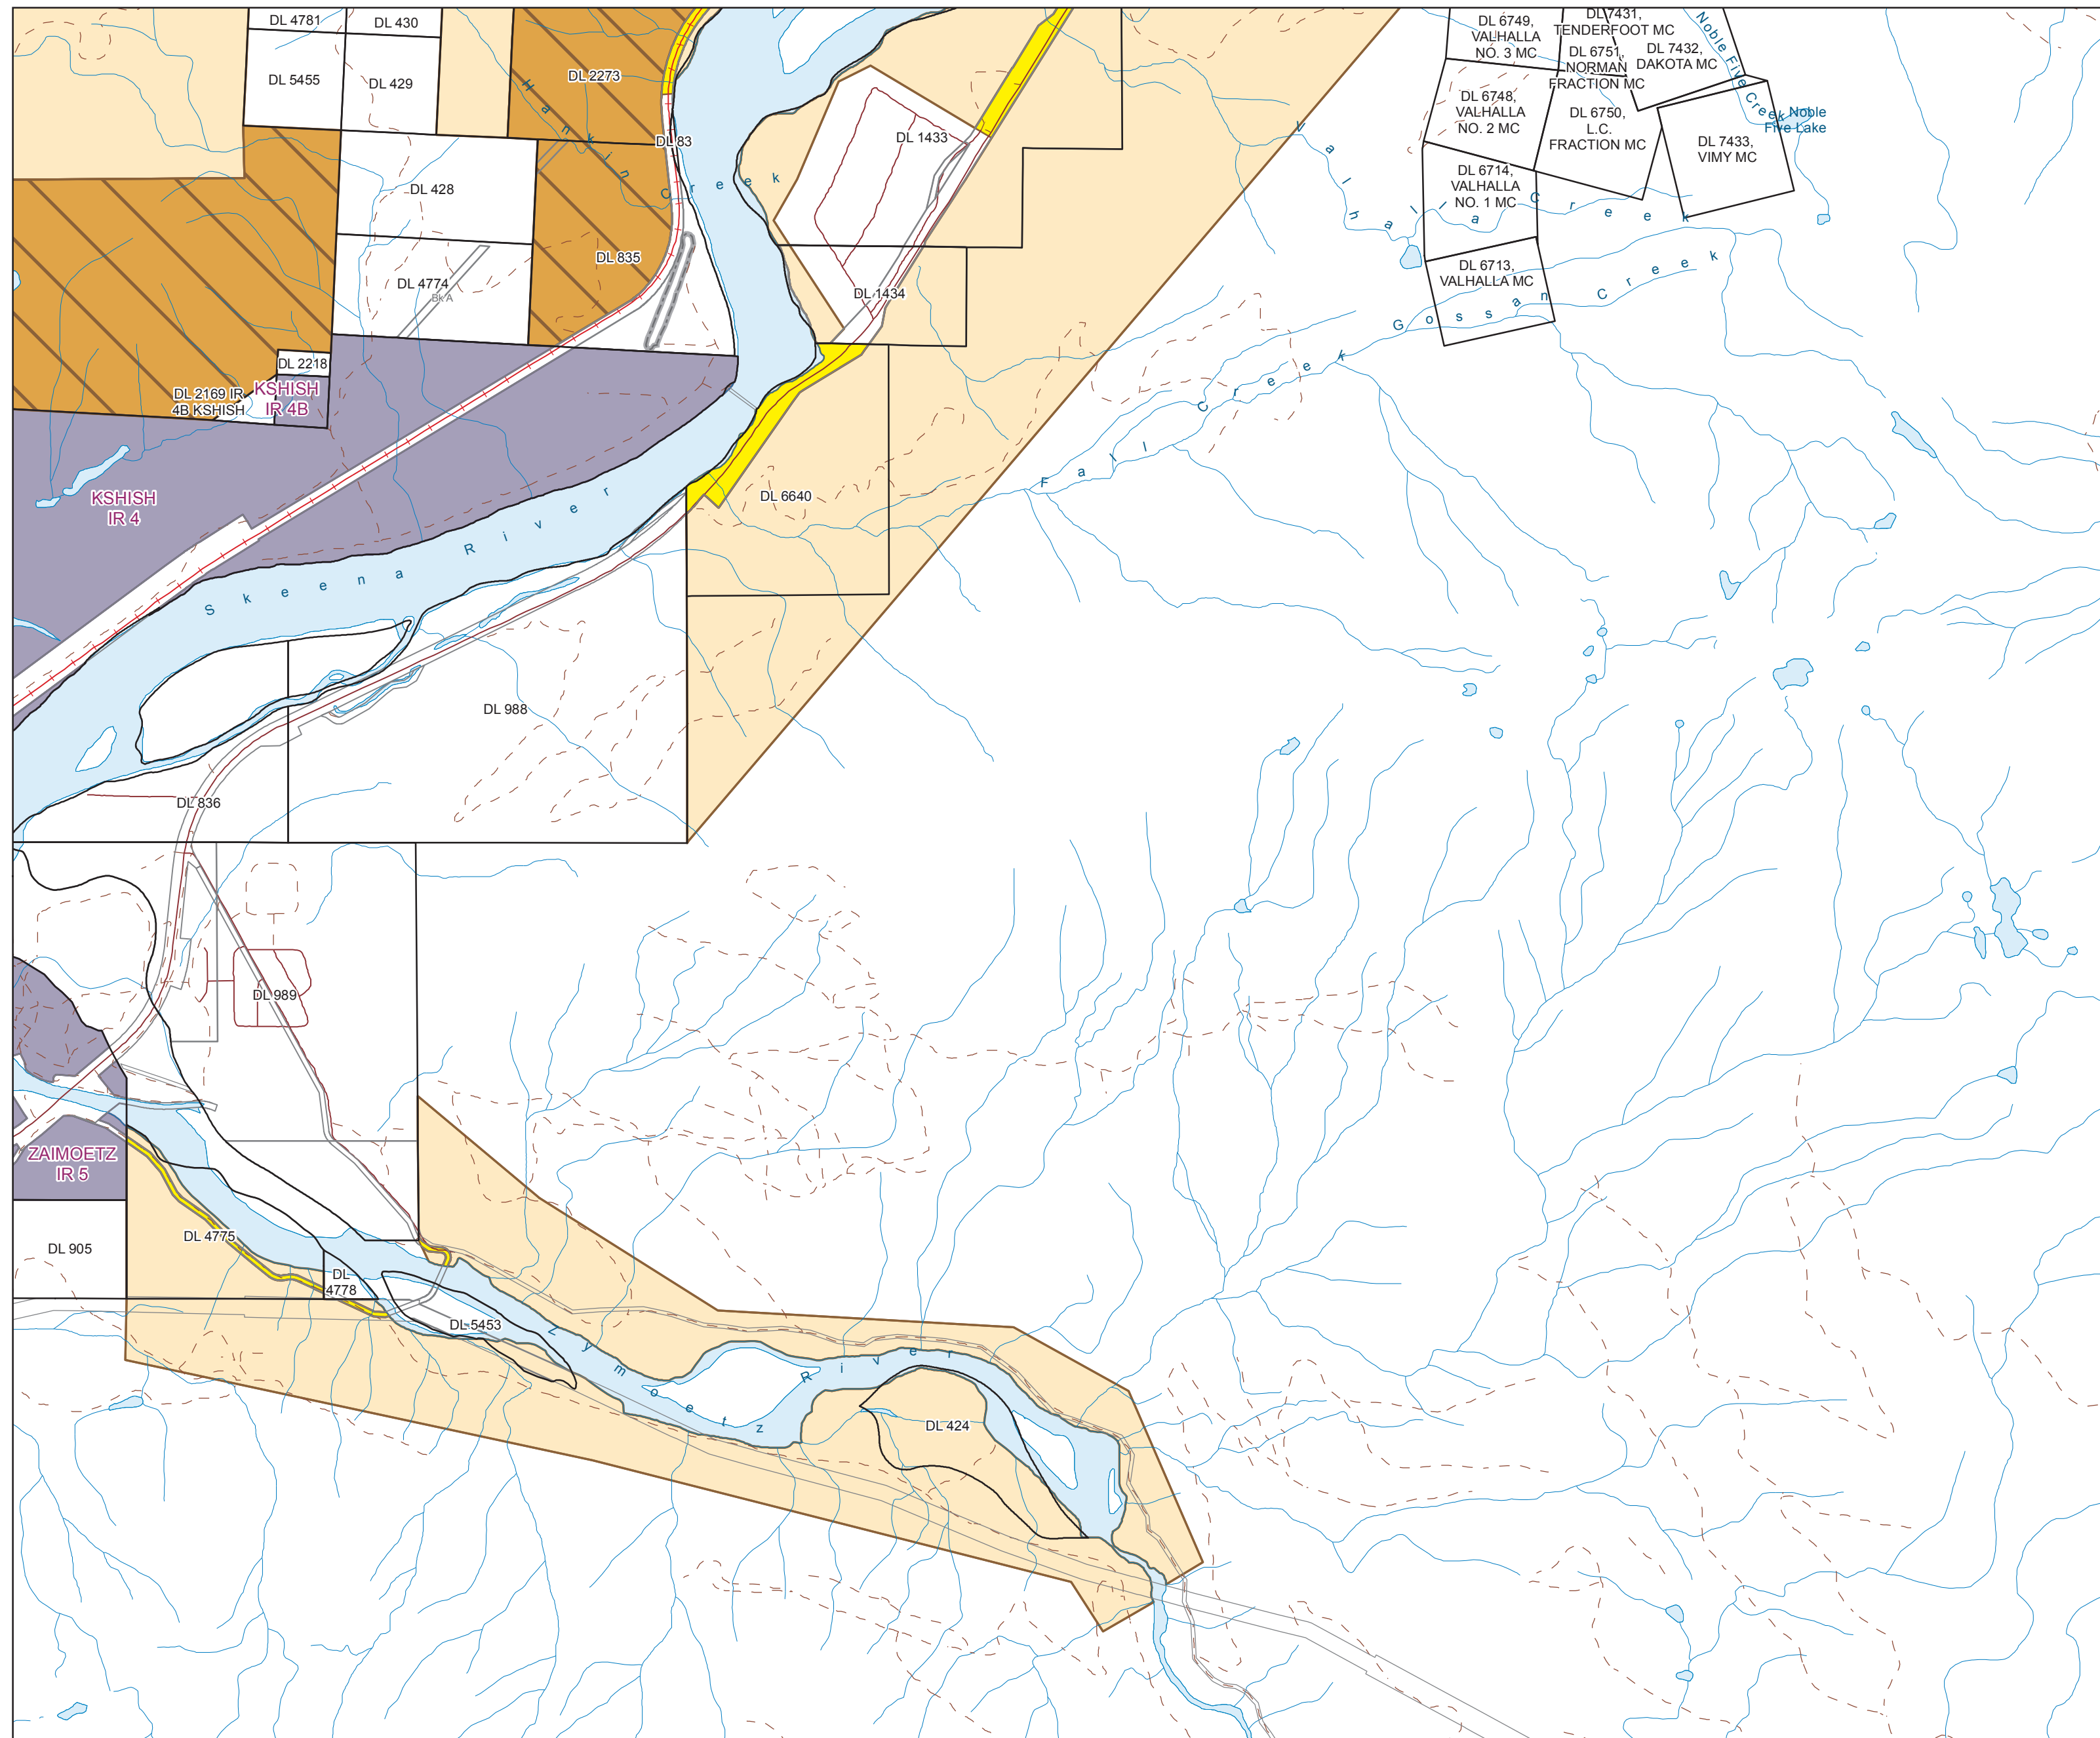 DL 4781
DL 430
DL 5455
DL 429
DL 2273
DL 83
Hankin Creek
DL 428
DL 835
DL 4774
Bk A
DL 2218
DL 2169 IR
4B KSHISH
KSHISH
IR 4B
KSHISH
IR 4
DL 1433
DL 1434
DL 6640
DL 6749,
VALHALLA
NO. 3 MC
DL 7431,
TENDERFOOT MC
DL 6751,
NORMAN
FRACTION MC
DL 7432,
DAKOTA MC
Noble Five Creek
Noble
Five Lake
DL 6748,
VALHALLA
NO. 2 MC
DL 6750,
L.C.
FRACTION MC
DL 7433,
VIMY MC
DL 6714,
VALHALLA
NO. 1 MC
Valhalla Creek
DL 6713,
VALHALLA MC
Gossan Creek
Fall Creek
Skeena River
DL 988
DL 836
DL 989
ZAIMOETZ
IR 5
DL 905
DL 4775
DL
4778
DL 5453
Zymoetz River
DL 424